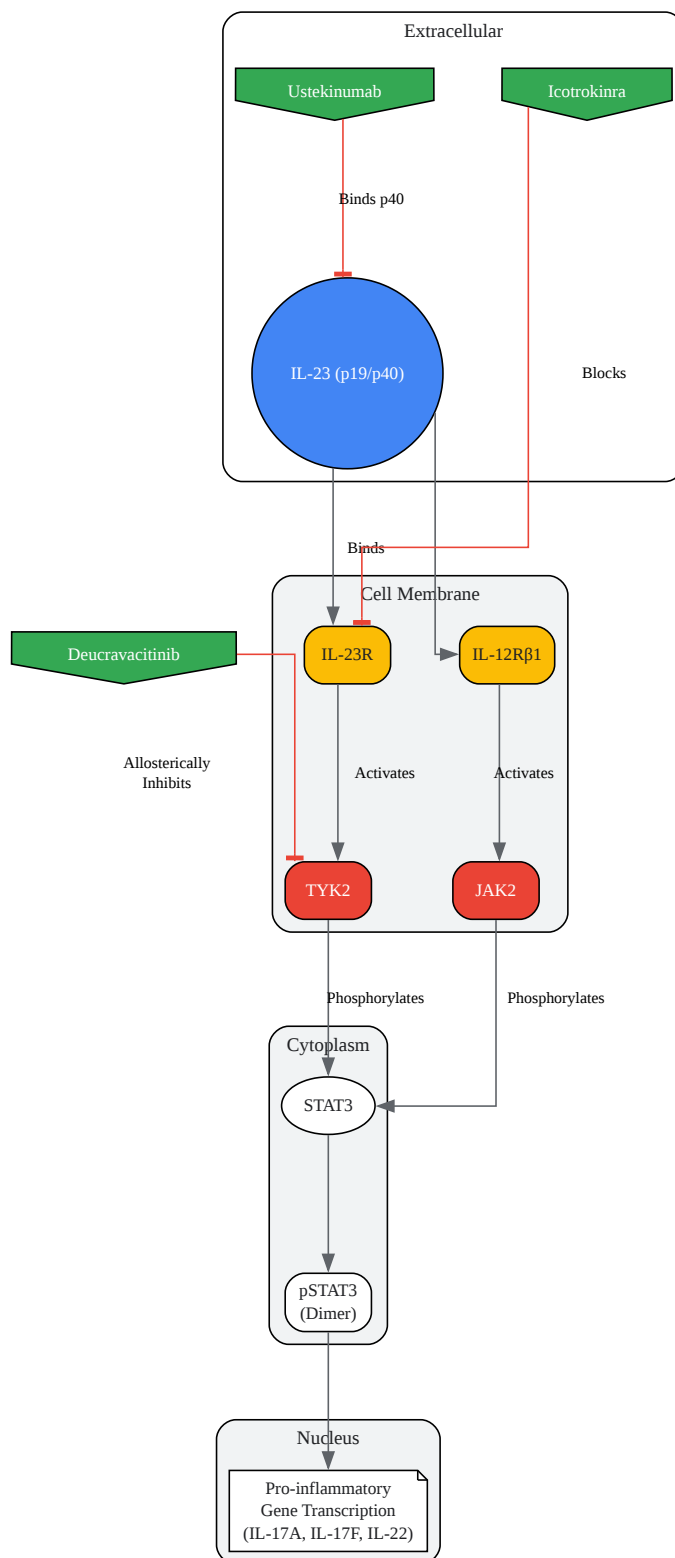 Extracellular
Ustekinumab
Icotrokinra
Binds p40
IL-23 (p19/p40)
Blocks
Binds
Cell Membrane
Deucravacitinib
IL-23R
IL-12Rβ1
Allosterically
Inhibits
Activates
Activates
TYK2
JAK2
Phosphorylates
Phosphorylates
Cytoplasm
STAT3
pSTAT3
(Dimer)
Nucleus
Pro-inflammatory
Gene Transcription
(IL-17A, IL-17F, IL-22)